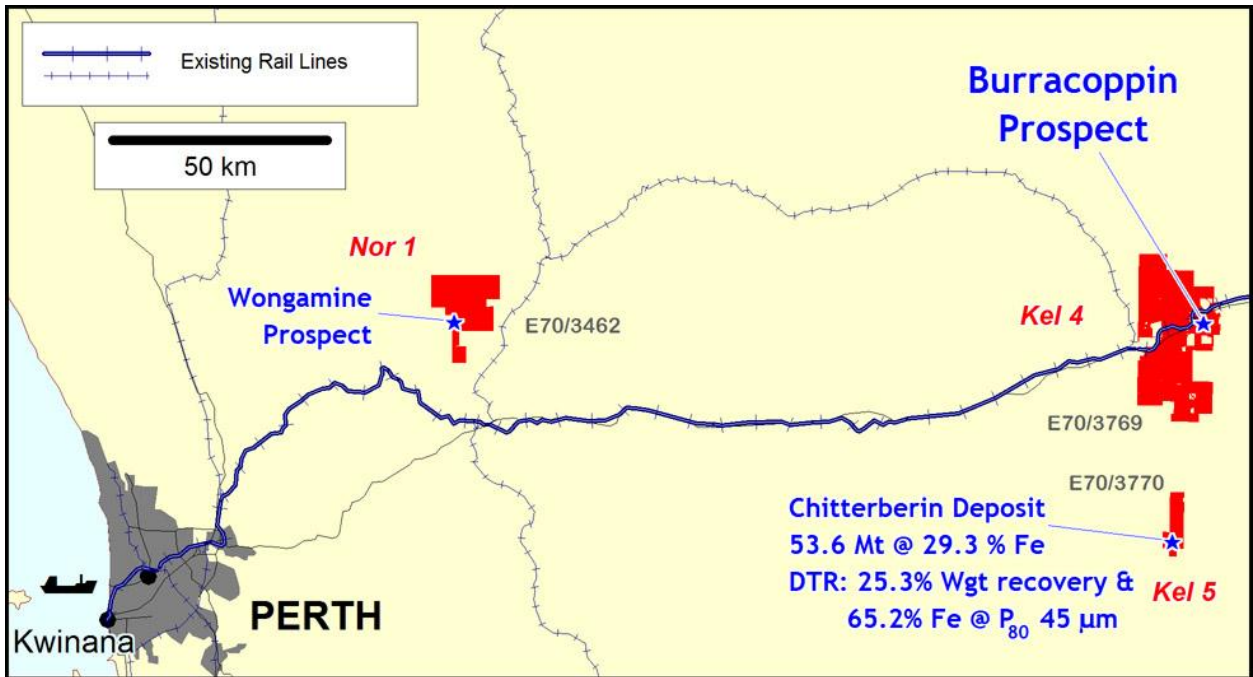 Existing Rail Lines
50 km
Burracoppin
Prospect
Nor 1
Wongamine
Prospect
E70/3462
Kel 4
E70/3769
E70/3770
Chitterberin Deposit
53.6 Mt @ 29.3 % Fe
DTR: 25.3% Wgt recovery &
65.2% Fe @ P80 45 µm
Kel 5
PERTH
Kwinana